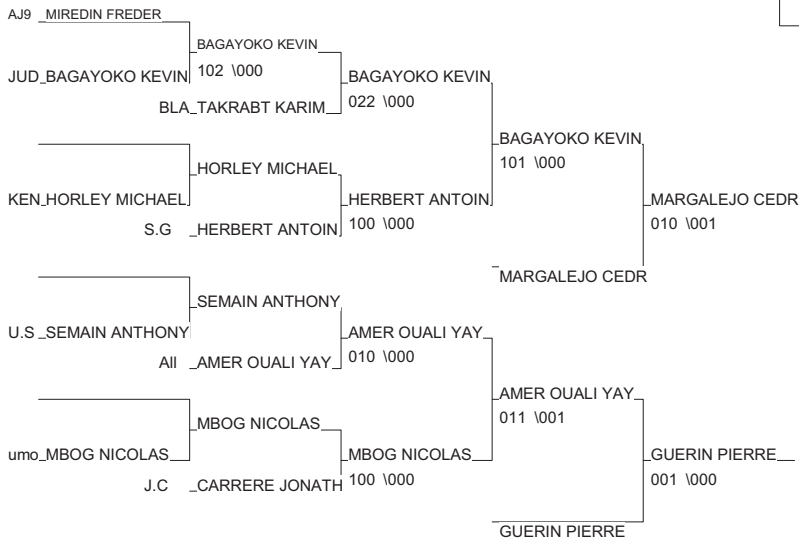 AJ9 MIREDIN FREDER
BAGAYOKO KEVIN
JUD BAGAYOKO KEVIN 102 \000 BAGAYOKO KEVIN
BLA TAKRABT KARIM 022 \000
BAGAYOKO KEVIN
HORLEY MICHAEL 101 \000
KEN HORLEY MICHAEL HERBERT ANTOIN MARGALEJO CEDR
S.G HERBERT ANTOIN 100 \000 010 \001
MARGALEJO CEDR
SEMAIN ANTHONY
U.S SEMAIN ANTHONY AMER OUALI YAY
All AMER OUALI YAY 010 \000
AMER OUALI YAY
MBOG NICOLAS 011 \001
umo MBOG NICOLAS MBOG NICOLAS GUERIN PIERRE
J.C CARRERE JONATH 100 \000 001 \000
GUERIN PIERRE